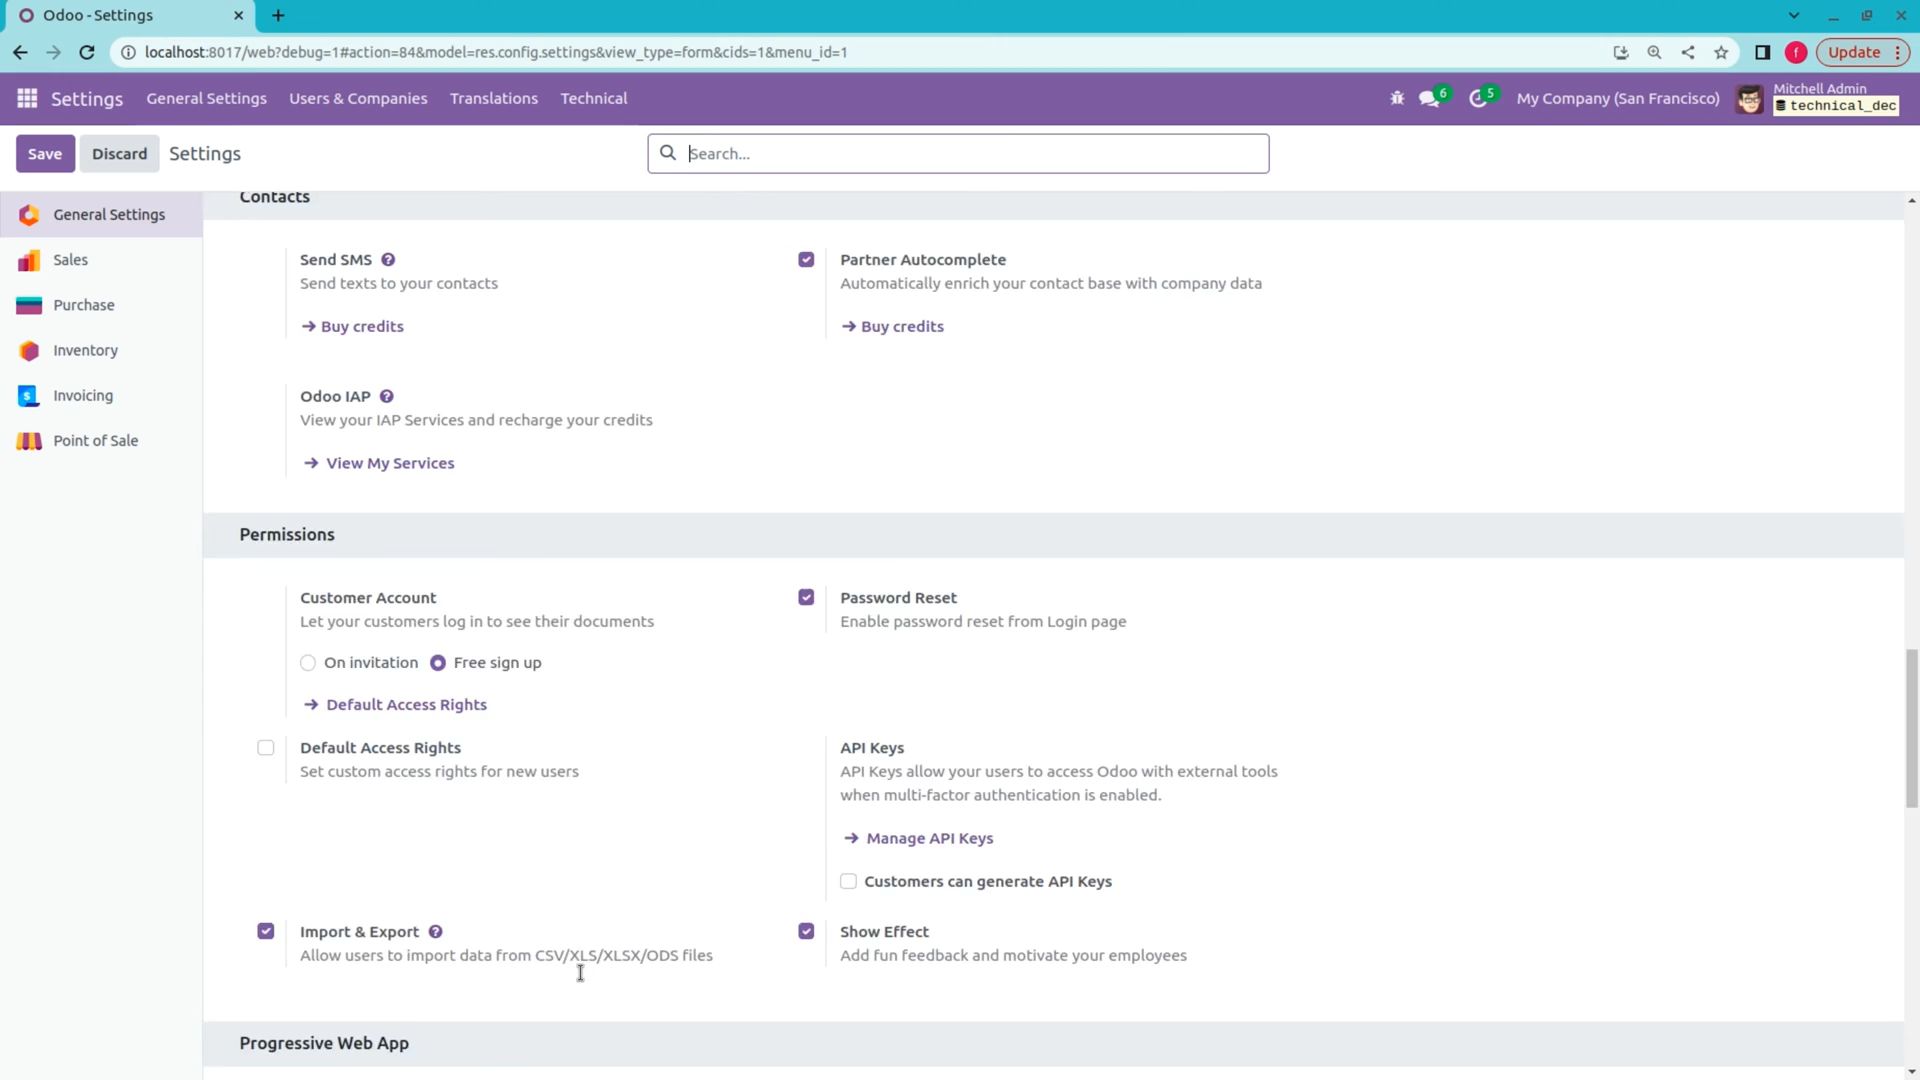 Odoo - Settings
localhost:8017/web?debug=1#action=84&model=res.config.settings&view_type=form&cids=1&menu_id=1
f
Update
Settings
General Settings
Users & Companies
Translations
Technical
6
5
My Company (San Francisco)
Mitchell Admin
technical_dec
Save
Discard
Settings
Search...
General Settings
Sales
Purchase
Inventory
Invoicing
Point of Sale
Contacts
Send SMS
Send texts to your contacts
Buy credits
Partner Autocomplete
Automatically enrich your contact base with company data
Buy credits
Odoo IAP
View your IAP Services and recharge your credits
View My Services
Permissions
Customer Account
Let your customers log in to see their documents
On invitation
Free sign up
Default Access Rights
Password Reset
Enable password reset from Login page
Default Access Rights
Set custom access rights for new users
API Keys
API Keys allow your users to access Odoo with external tools
when multi-factor authentication is enabled.
Manage API Keys
Customers can generate API Keys
Import & Export
Allow users to import data from CSV/XLS/XLSX/ODS files
Show Effect
Add fun feedback and motivate your employees
Progressive Web App